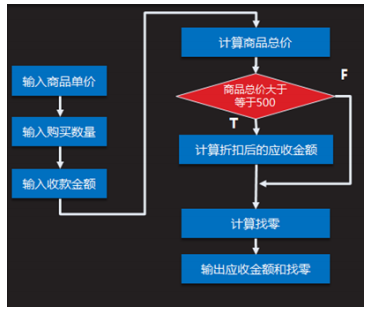 输入商品单价
输入购买数量
输入收款金额
计算商品总价
商品总价大于
等于500
F
T
计算折扣后的应收金额
计算找零
输出应收金额和找零